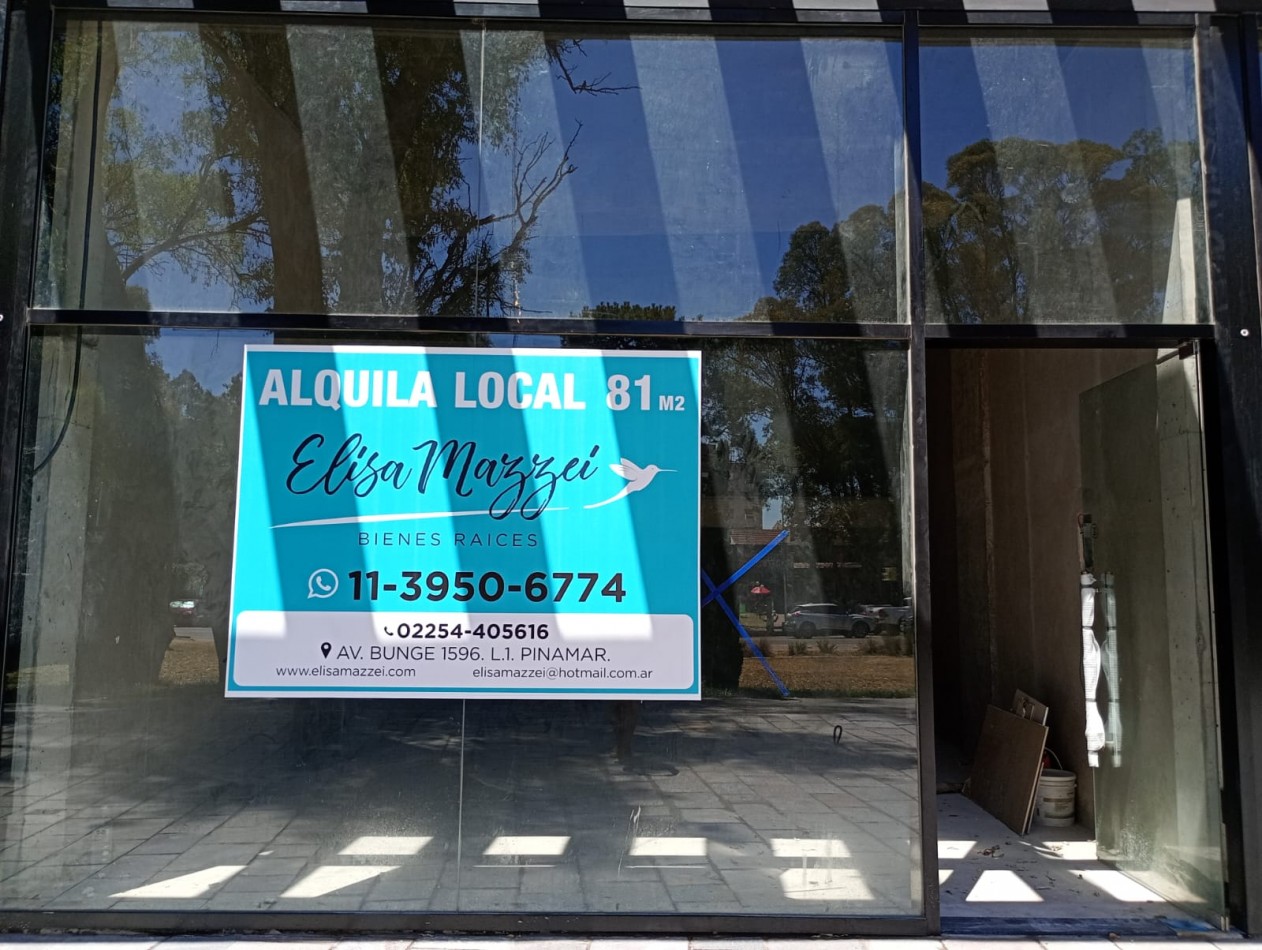 ALQUILA LOCAL 81 M2
Elisa Mazzei
BIENES RAICES
11-3950-6774
02254-405616
AV. BUNGE 1596. L.1. PINAMAR.
www.elisamazzei.com elisamazzei@hotmail.com.ar